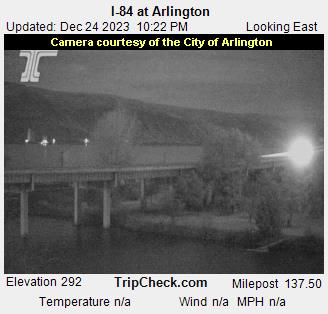 I-84 at Arlington
Updated: Dec 24 2023 10:22 PM Looking East
Camera courtesy of the City of Arlington
Elevation 292 TripCheck.com Milepost 137.50
Temperature n/a Wind n/a MPH n/a